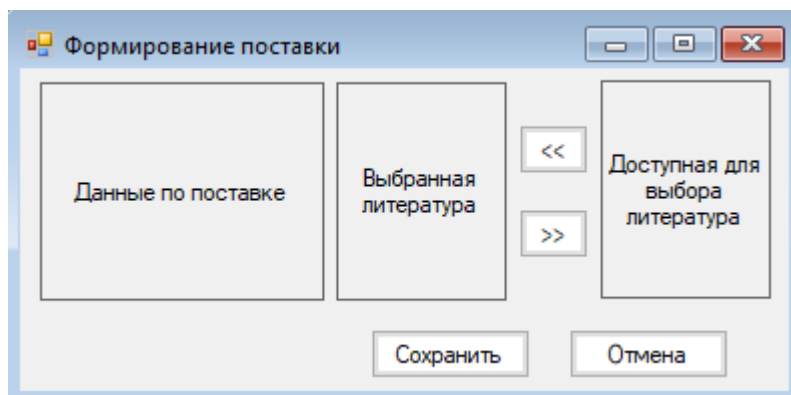 Формирование поставки
Данные по поставке
Выбранная
литература
<<
>>
Доступная для
выбора
литература
Сохранить
Отмена